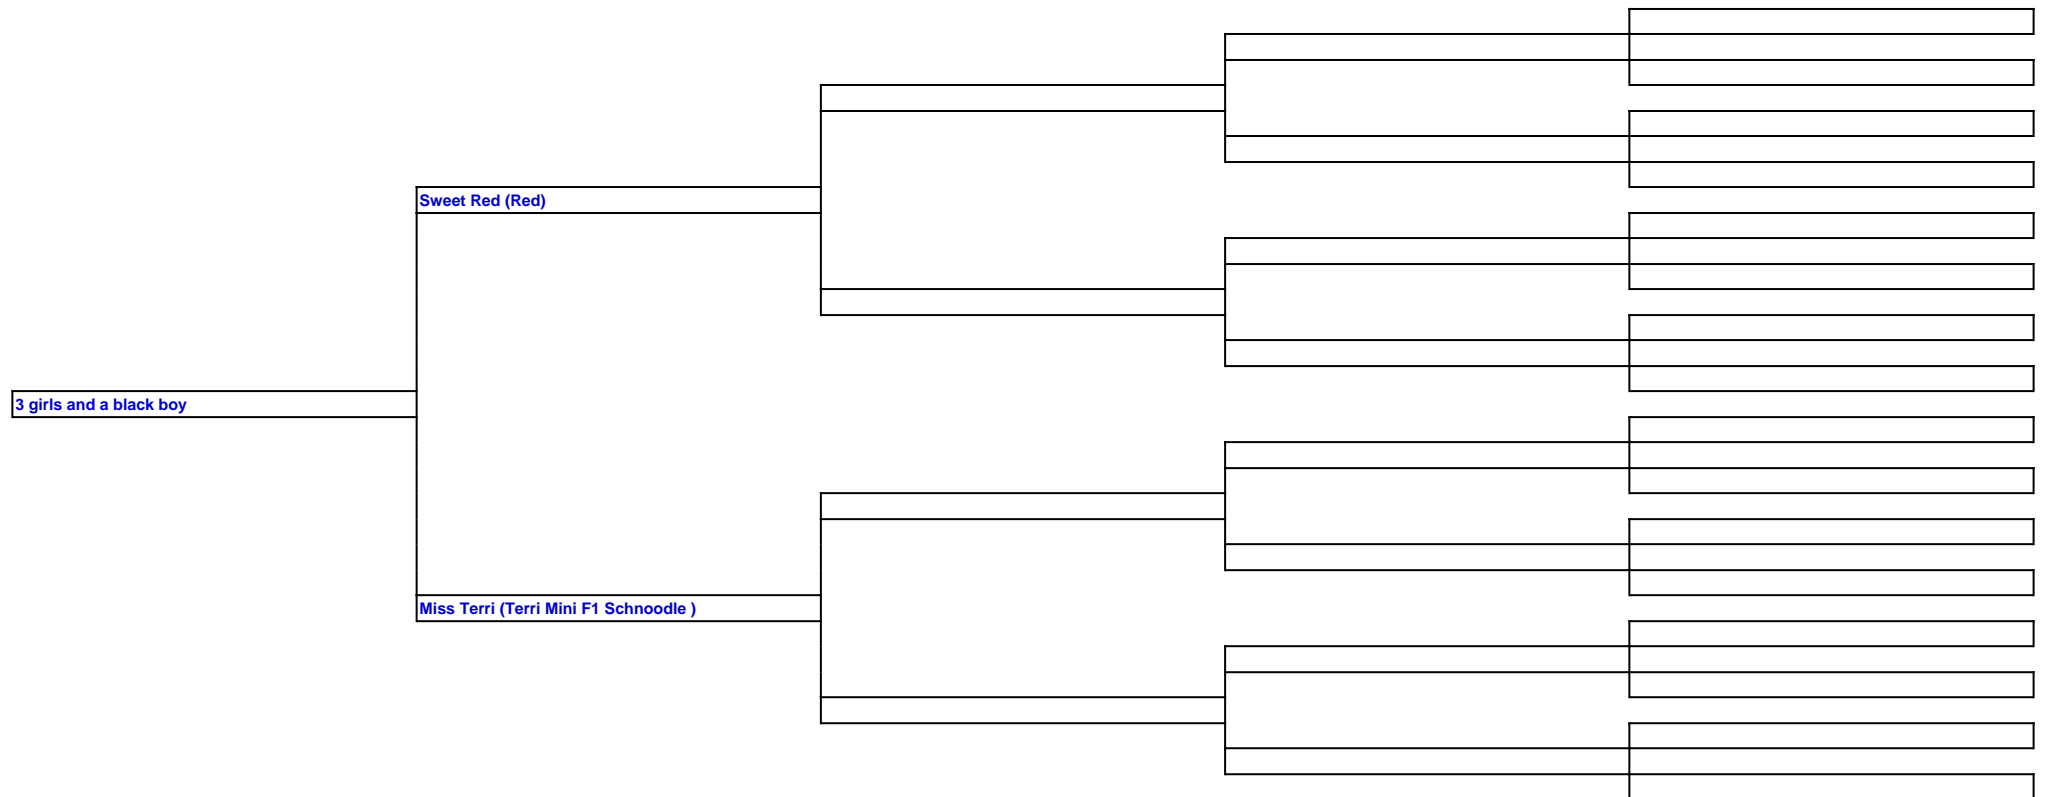 Sweet Red (Red)
3 girls and a black boy
Miss Terri (Terri Mini F1 Schnoodle )